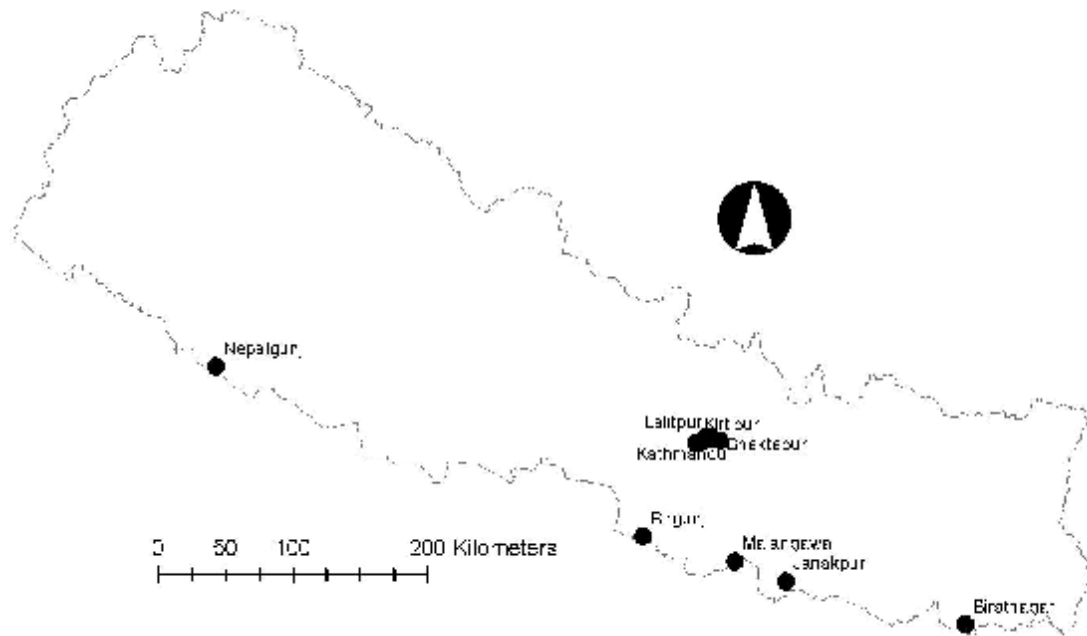 Nepalgunj
Lalitpur Kirtipur
Bhaktapur
Kathmandu
Birgunj
0 50 100 200 Kilometers
Malangawa
Janakpur
Biratnagar